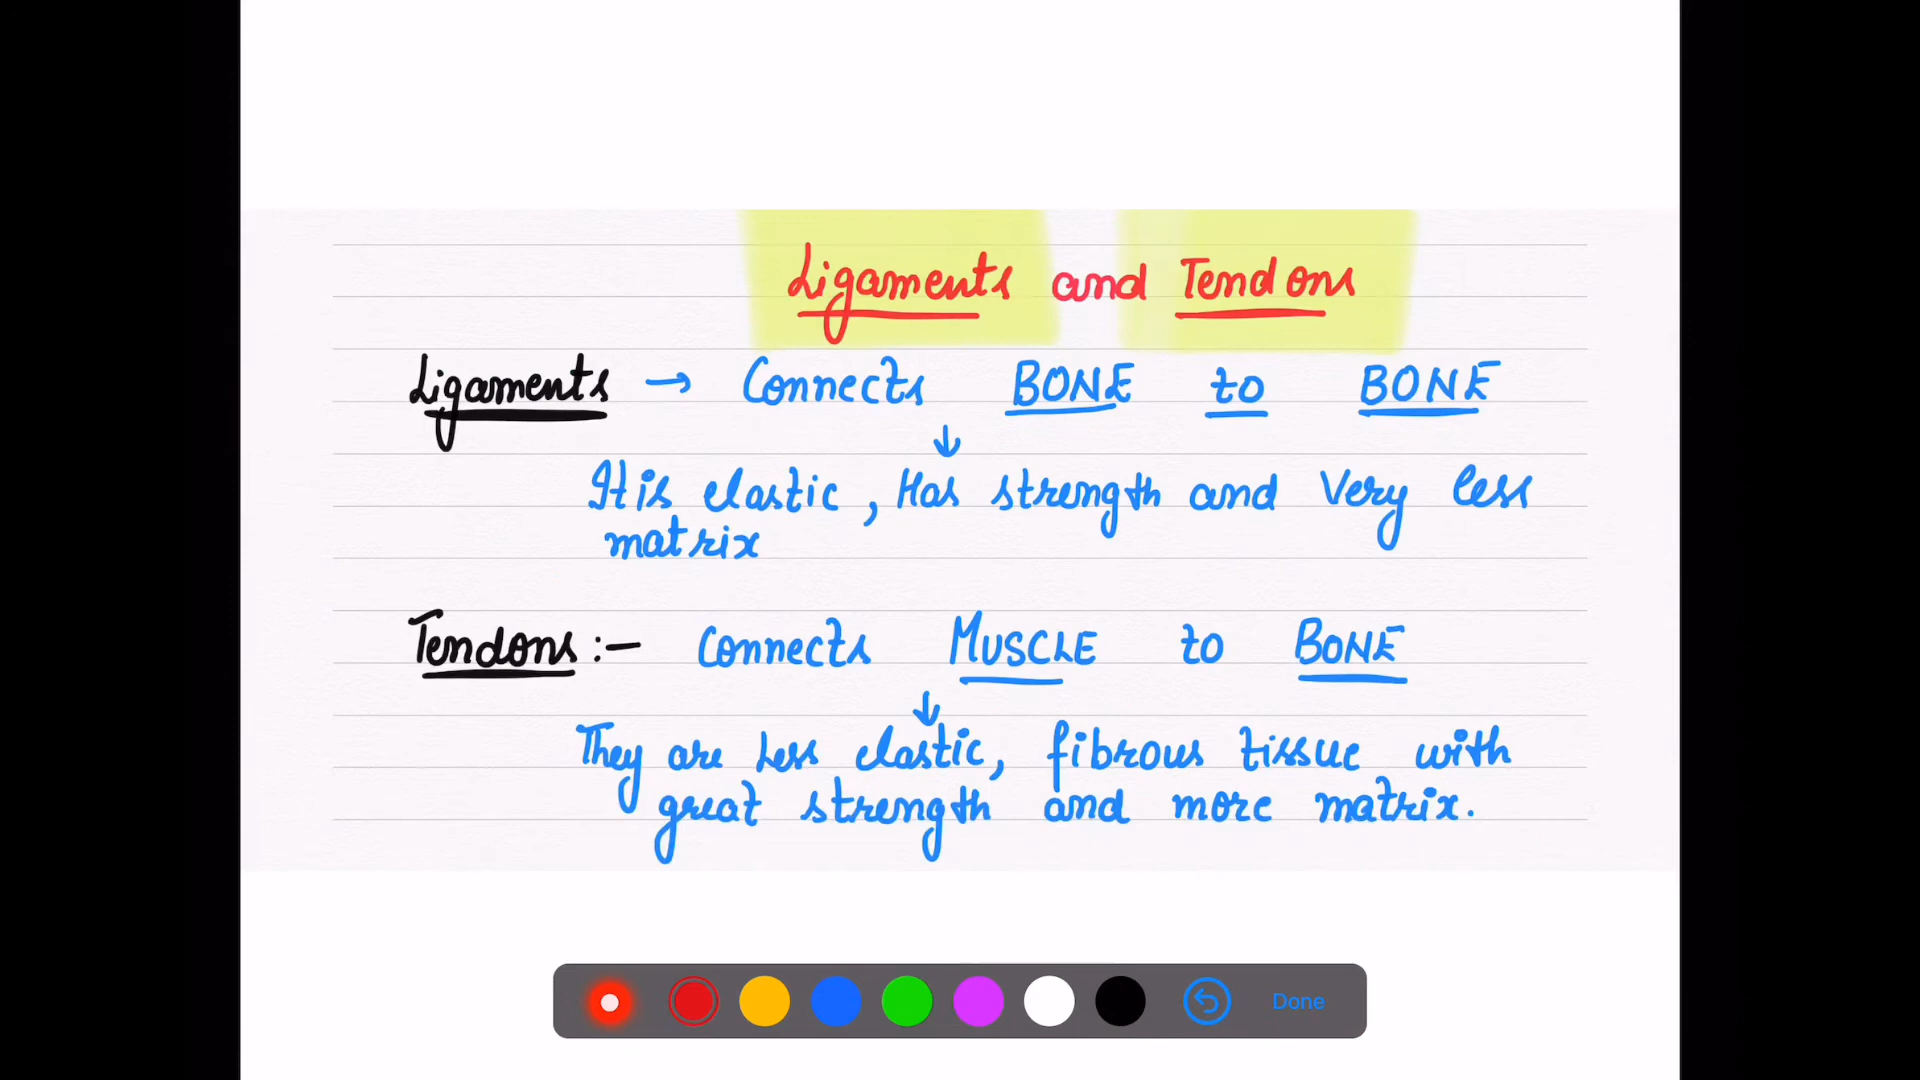 Ligaments and Tendons
Ligaments → Connects BONE to BONE
↓
It is elastic, Has strength and Very less
matrix
Tendons :- Connects MUSCLE to BONE
↓
They are Less elastic, fibrous tissue with
great strength and more matrix.
Done